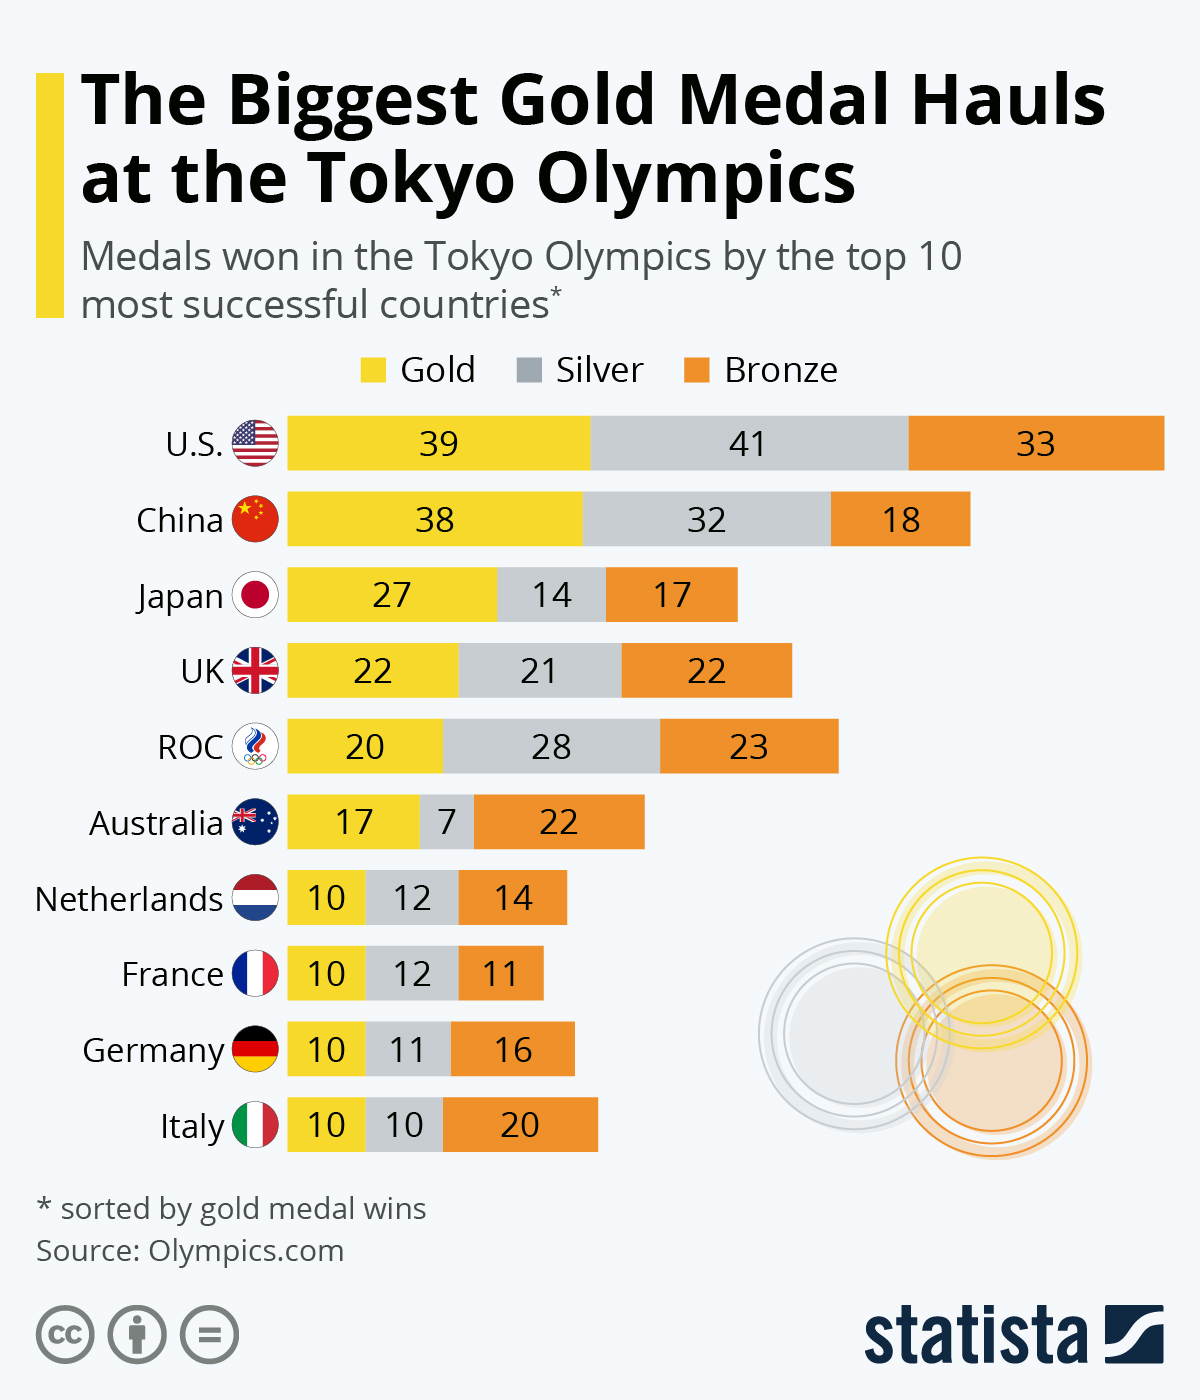 The Biggest Gold Medal Hauls
at the Tokyo Olympics
Medals won in the Tokyo Olympics by the top 10
most successful countries*
Gold Silver Bronze
U.S. 39 41 33
China 38 32 18
Japan 27 14 17
UK 22 21 22
ROC 20 28 23
Australia 17 7 22
Netherlands 10 12 14
France 10 12 11
Germany 10 11 16
Italy 10 10 20
* sorted by gold medal wins
Source: Olympics.com
cc =
statista